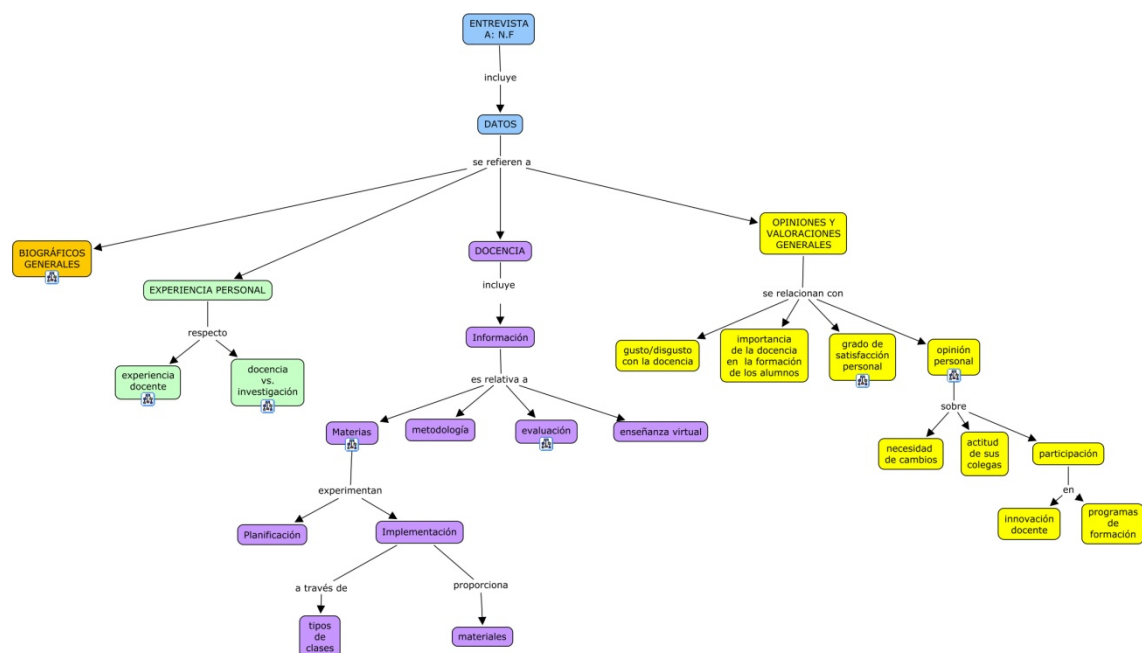 ENTREVISTA
A: N.F
incluye
DATOS
se refieren a
BIOGRÁFICOS
GENERALES
EXPERIENCIA PERSONAL
respecto
experiencia
docente
docencia
vs.
investigación
DOCENCIA
incluye
Información
es relativa a
Materias
metodología
evaluación
enseñanza virtual
experimentan
Planificación
Implementación
a través de
proporciona
tipos
de
clases
materiales
OPINIONES Y
VALORACIONES
GENERALES
se relacionan con
gusto/disgusto
con la docencia
importancia
de la docencia
en la formación
de los alumnos
grado de
satisfacción
personal
opinión
personal
sobre
necesidad
de cambios
actitud
de sus
colegas
participación
en
innovación
docente
programas
de
formación